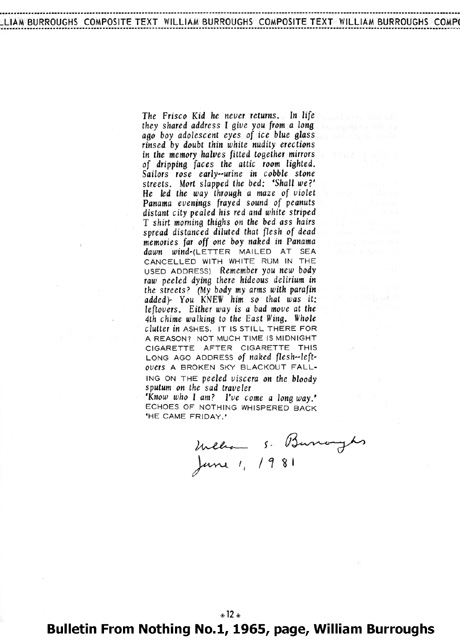 LLIAM BURROUGHS COMPOSITE TEXT WILLIAM BURROUGHS COMPOSITE TEXT WILLIAM BURROUGHS COMPO
The Frisco Kid he never returns. In life
they shared address I give you from a long
ago boy adolescent eyes of ice blue glass
rinsed by doubt thin white nudity erections
in the memory halves fitted together mirrors
of dripping faces the attic room lighted.
Sailors rose early--urine in cobble stone
streets. Mort slapped the bed: 'Shall we?'
He led the way through a maze of violet
Panama evenings frayed sound of peanuts
distant city pealed his red and white striped
T shirt morning thighs on the bed ass hairs
spread distanced diluted that flesh of dead
memories far off one boy naked in Panama
dawn wind-(LETTER MAILED AT SEA
CANCELLED WITH WHITE RUM IN THE
USED ADDRESS) Remember you new body
raw peeled dying there hideous delirium in
the streets? (My body my arms with parafin
added)- You KNEW him so that was it:
leftovers. Either way is a bad move at the
4th chime walking to the East Wing. Whole
clutter in ASHES. IT IS STILL THERE FOR
A REASON? NOT MUCH TIME IS MIDNIGHT
CIGARETTE AFTER CIGARETTE THIS
LONG AGO ADDRESS of naked flesh--left-
overs A BROKEN SKY BLACKOUT FALL-
ING ON THE peeled viscera on the bloody
sputum on the sad traveler
'Know who I am? I've come a long way.'
ECHOES OF NOTHING WHISPERED BACK
'HE CAME FRIDAY.'
William S. Burroughs
June 1, 1981
*12*
Bulletin From Nothing No.1, 1965, page, William Burroughs